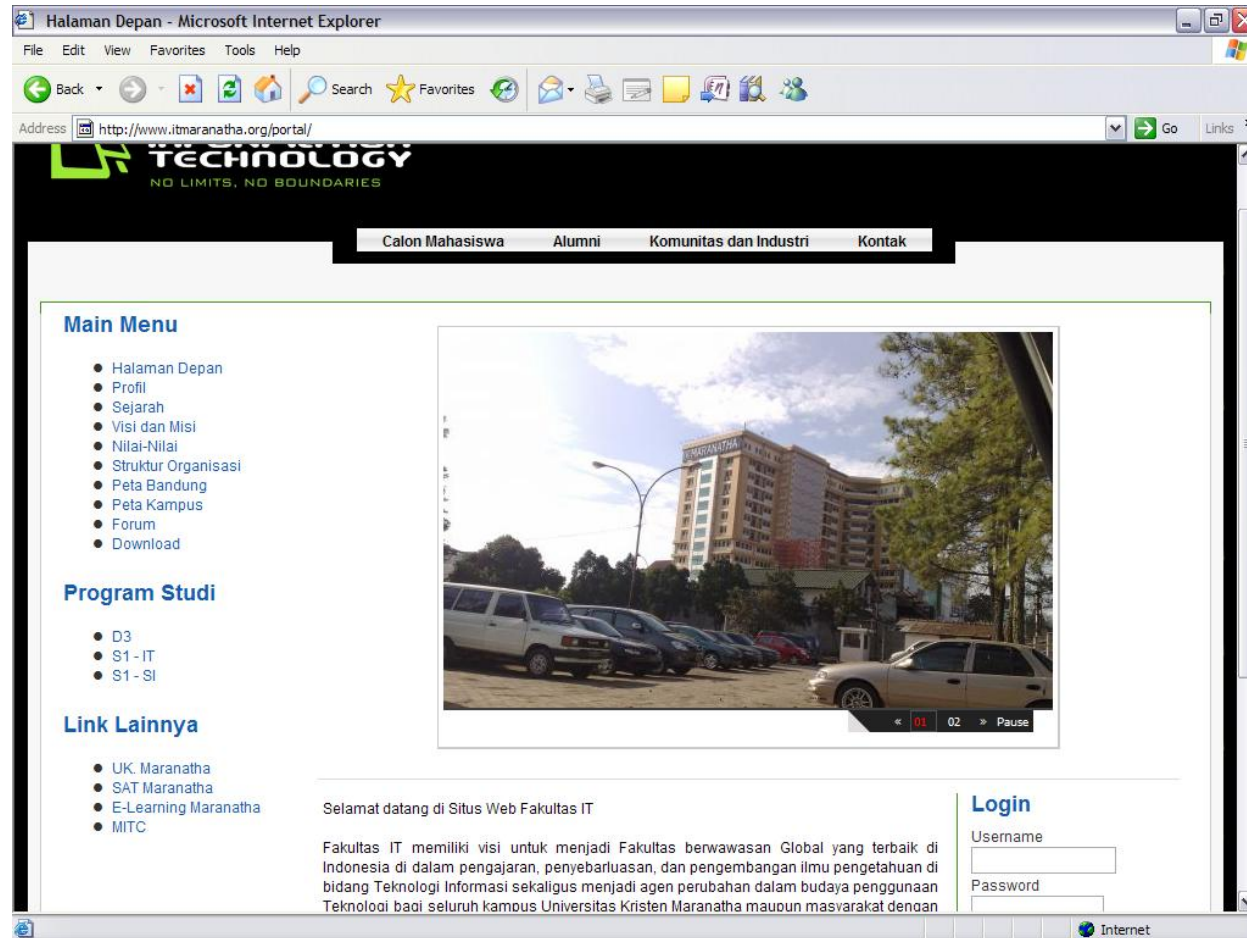 Halaman Depan - Microsoft Internet Explorer
File Edit View Favorites Tools Help
Back Search Favorites
Address http://www.itmaranatha.org/portal/ Go Links
TECHNOLOGY
NO LIMITS, NO BOUNDARIES
Calon Mahasiswa Alumni Komunitas dan Industri Kontak
Main Menu
Halaman Depan
Profil
Sejarah
Visi dan Misi
Nilai-Nilai
Struktur Organisasi
Peta Bandung
Peta Kampus
Forum
Download
Program Studi
D3
S1 - IT
S1 - SI
Link Lainnya
UK. Maranatha
SAT Maranatha
E-Learning Maranatha
MITC
MARANATHA
« 01 02 » Pause
Selamat datang di Situs Web Fakultas IT
Fakultas IT memiliki visi untuk menjadi Fakultas berwawasan Global yang terbaik di
Indonesia di dalam pengajaran, penyebarluasan, dan pengembangan ilmu pengetahuan di
bidang Teknologi Informasi sekaligus menjadi agen perubahan dalam budaya penggunaan
Teknologi bagi seluruh kampus Universitas Kristen Maranatha maupun masyarakat dengan
Login
Username
Password
Internet